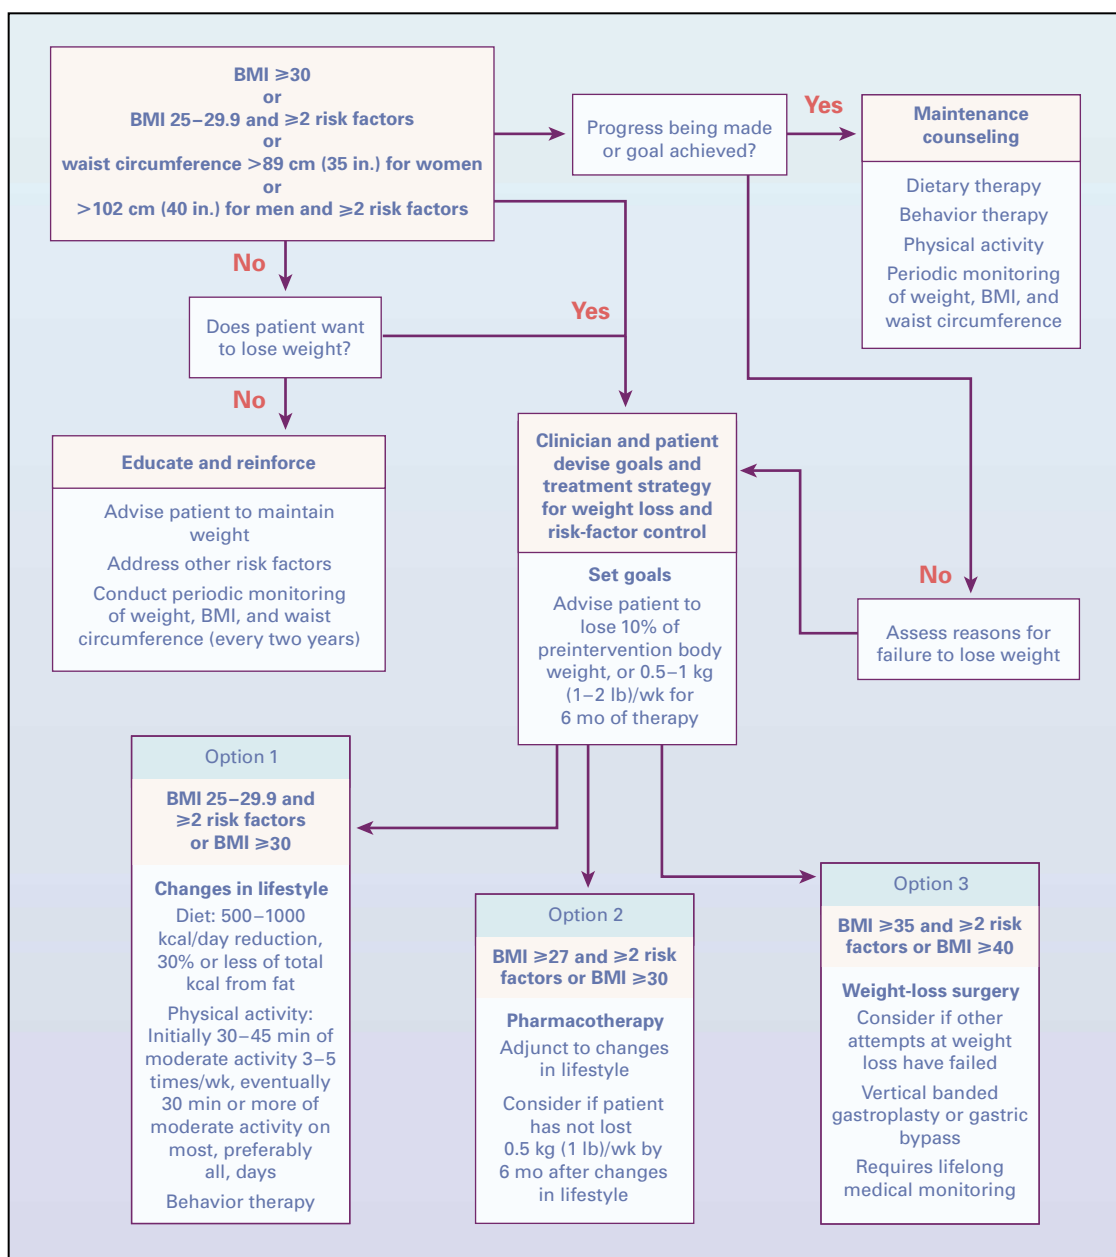 BMI ≥30
or
BMI 25–29.9 and ≥2 risk factors
or
waist circumference >89 cm (35 in.) for women
or
>102 cm (40 in.) for men and ≥2 risk factors
Progress being made
or goal achieved?
Yes
Maintenance
counseling
Dietary therapy
Behavior therapy
Physical activity
Periodic monitoring
of weight, BMI, and
waist circumference
No
Does patient want
to lose weight?
Yes
No
Educate and reinforce
Advise patient to maintain
weight
Address other risk factors
Conduct periodic monitoring
of weight, BMI, and waist
circumference (every two years)
Clinician and patient
devise goals and
treatment strategy
for weight loss and
risk-factor control
Set goals
Advise patient to
lose 10% of
preintervention body
weight, or 0.5–1 kg
(1–2 lb)/wk for
6 mo of therapy
No
Assess reasons for
failure to lose weight
Option 1
BMI 25–29.9 and
≥2 risk factors
or BMI ≥30
Changes in lifestyle
Diet: 500–1000
kcal/day reduction,
30% or less of total
kcal from fat
Physical activity:
Initially 30–45 min of
moderate activity 3–5
times/wk, eventually
30 min or more of
moderate activity on
most, preferably
all, days
Behavior therapy
Option 2
BMI ≥27 and ≥2 risk
factors or BMI ≥30
Pharmacotherapy
Adjunct to changes
in lifestyle
Consider if patient
has not lost
0.5 kg (1 lb)/wk by
6 mo after changes
in lifestyle
Option 3
BMI ≥35 and ≥2 risk
factors or BMI ≥40
Weight-loss surgery
Consider if other
attempts at weight
loss have failed
Vertical banded
gastroplasty or gastric
bypass
Requires lifelong
medical monitoring